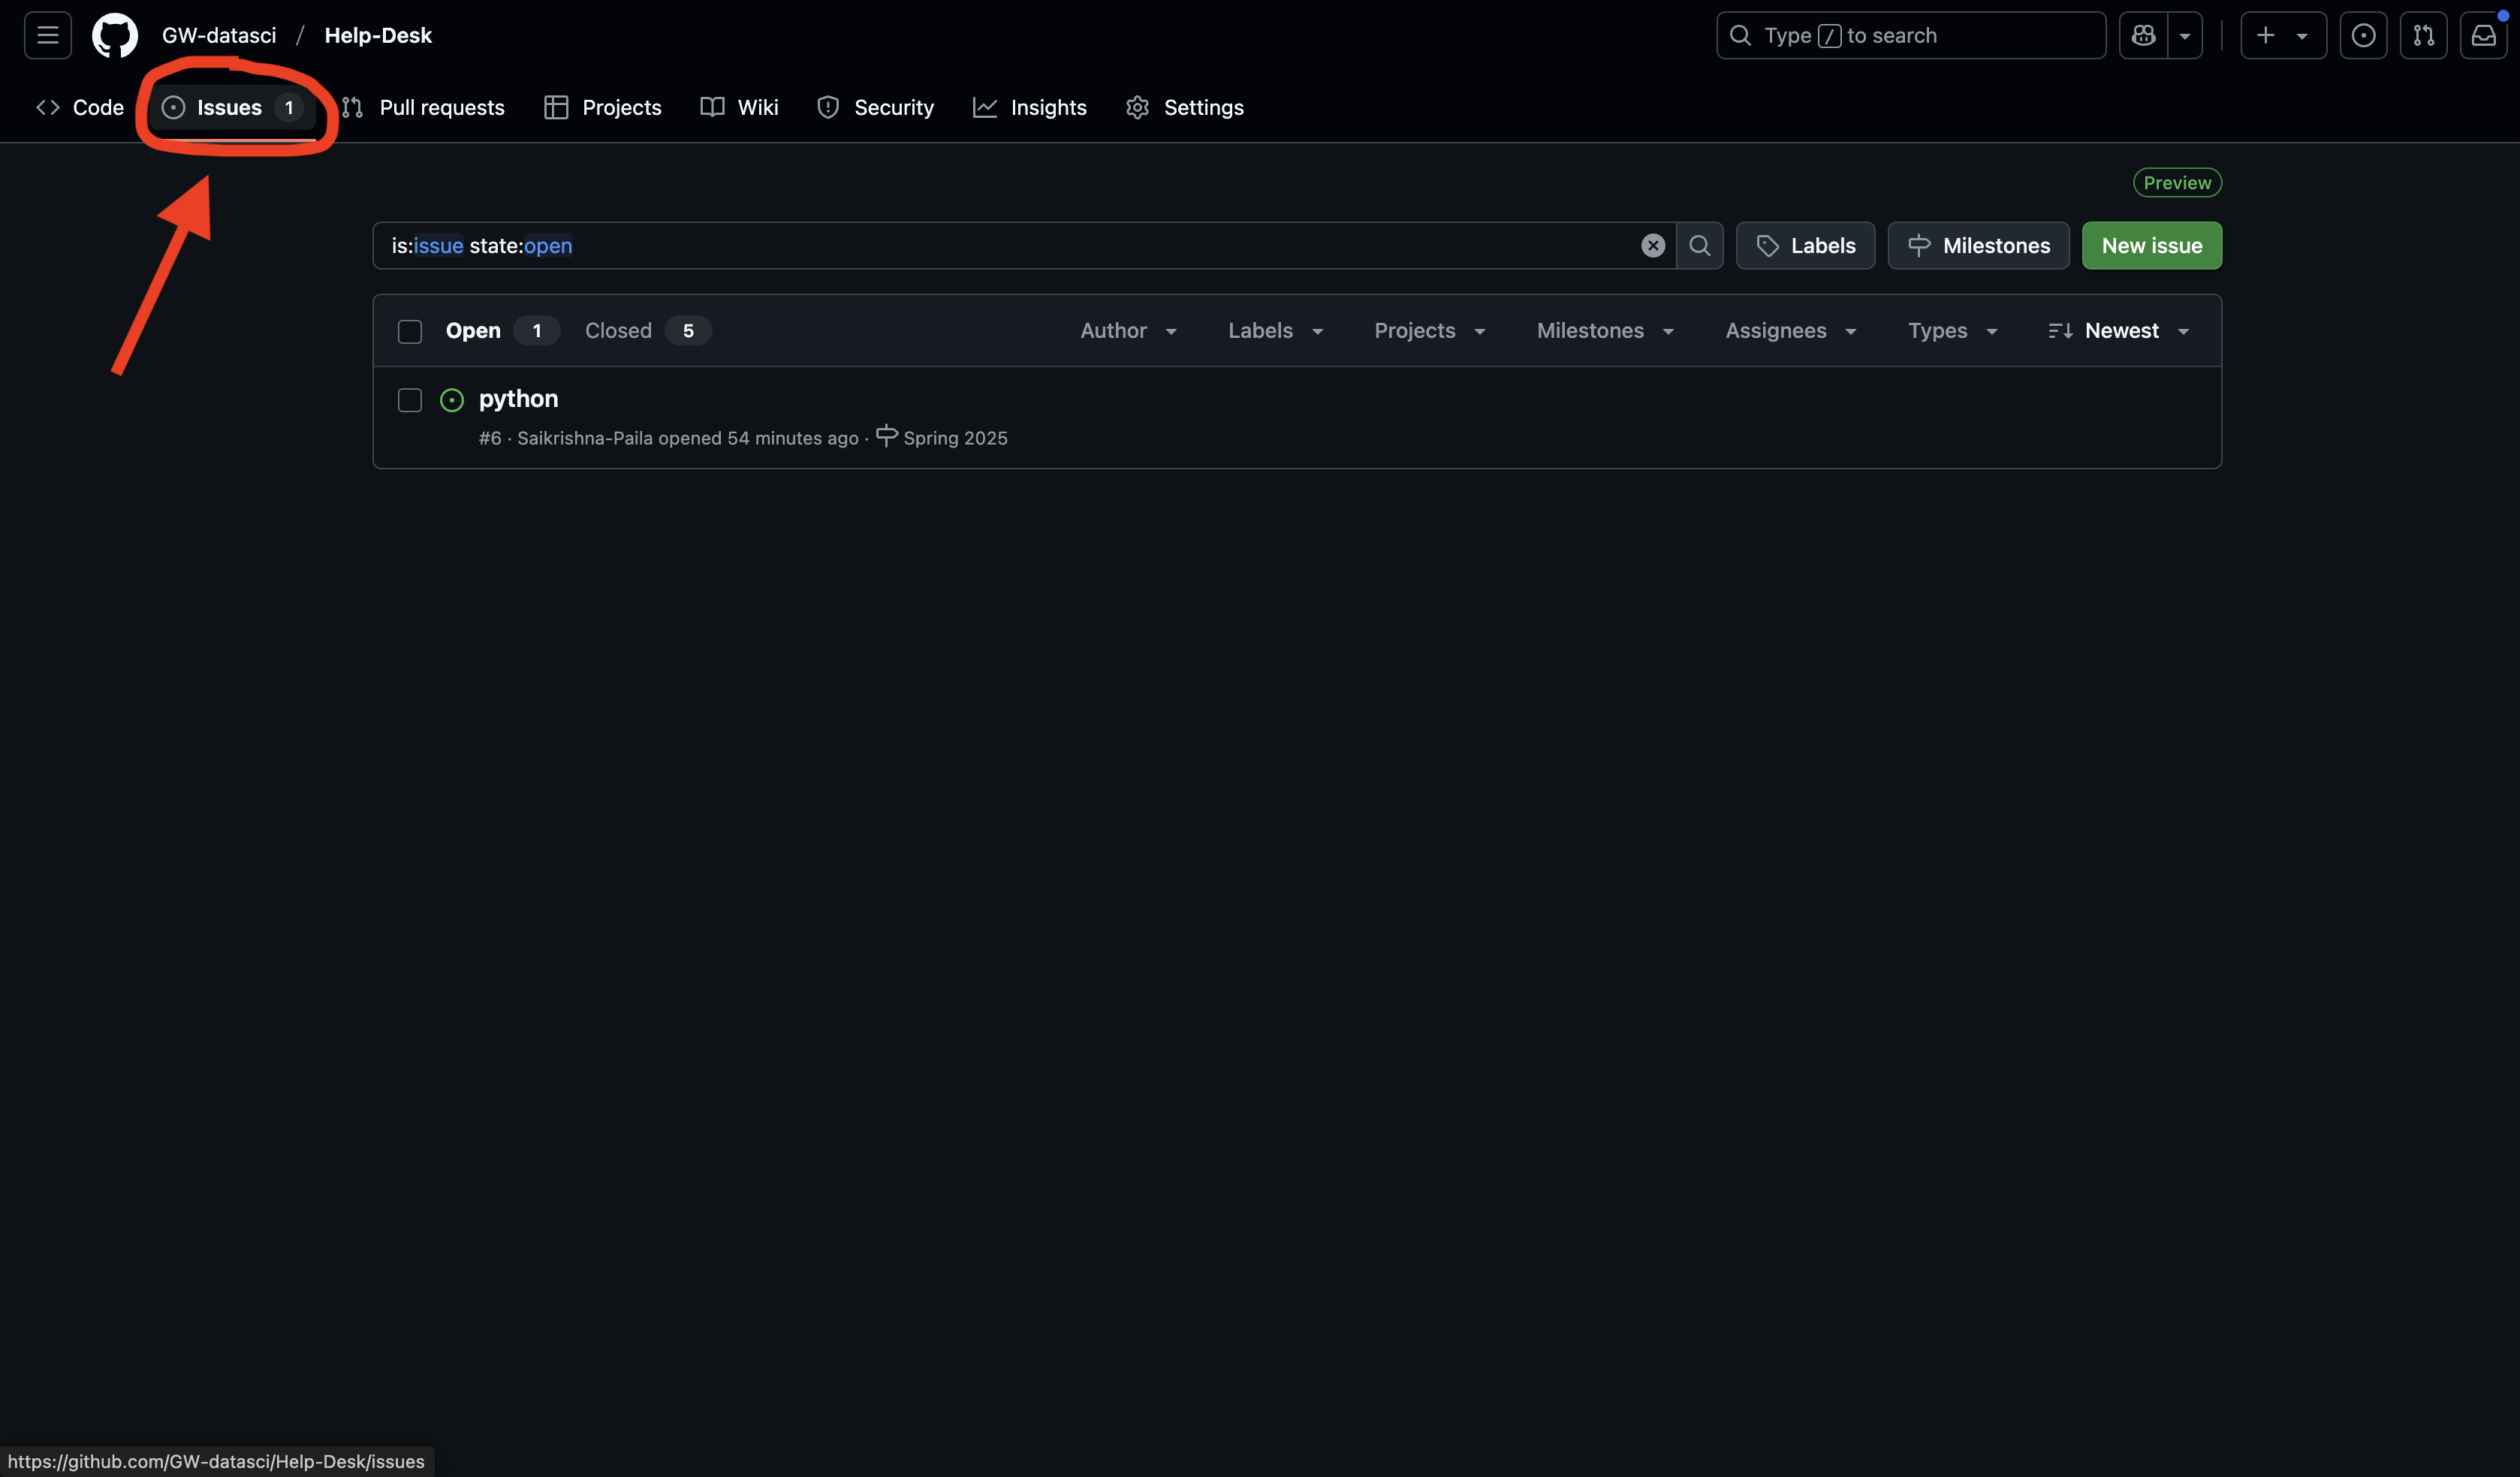 GW-datasci / Help-Desk Type / to search
Code Issues 1 Pull requests Projects Wiki Security Insights Settings
Preview
is:issue state:open Labels Milestones New issue
Open 1 Closed 5 Author Labels Projects Milestones Assignees Types Newest
python
#6 · Saikrishna-Paila opened 54 minutes ago · Spring 2025
https://github.com/GW-datasci/Help-Desk/issues